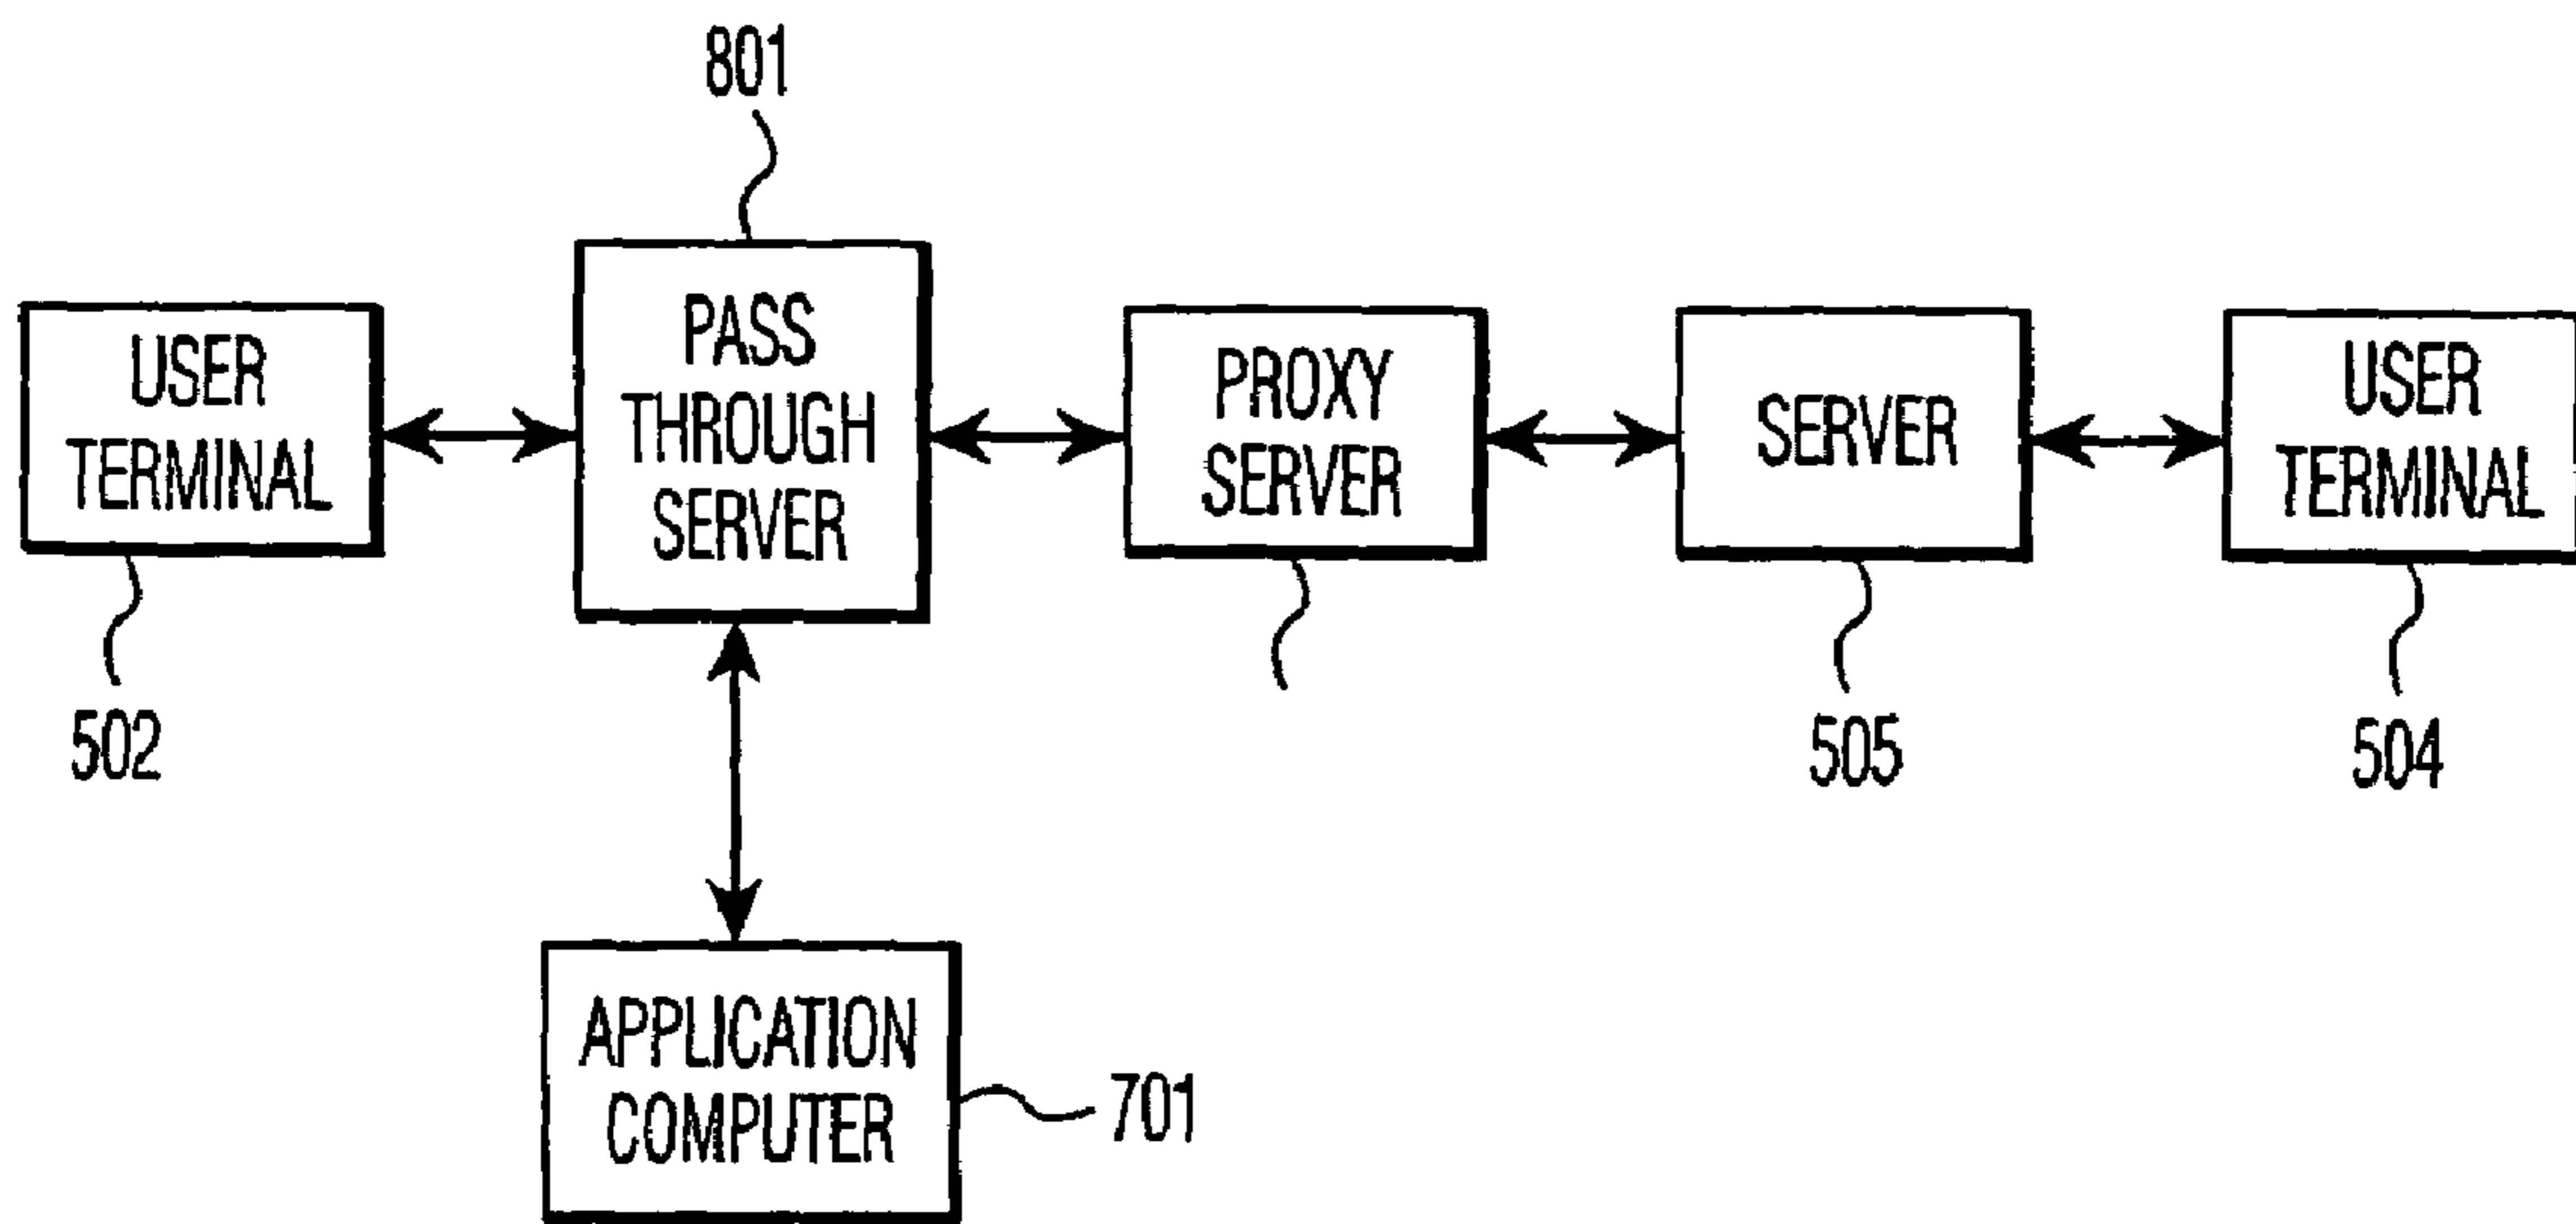 801
USER
TERMINAL
PASS
THROUGH
SERVER
PROXY
SERVER
SERVER
USER
TERMINAL
502
505
504
APPLICATION
COMPUTER
701